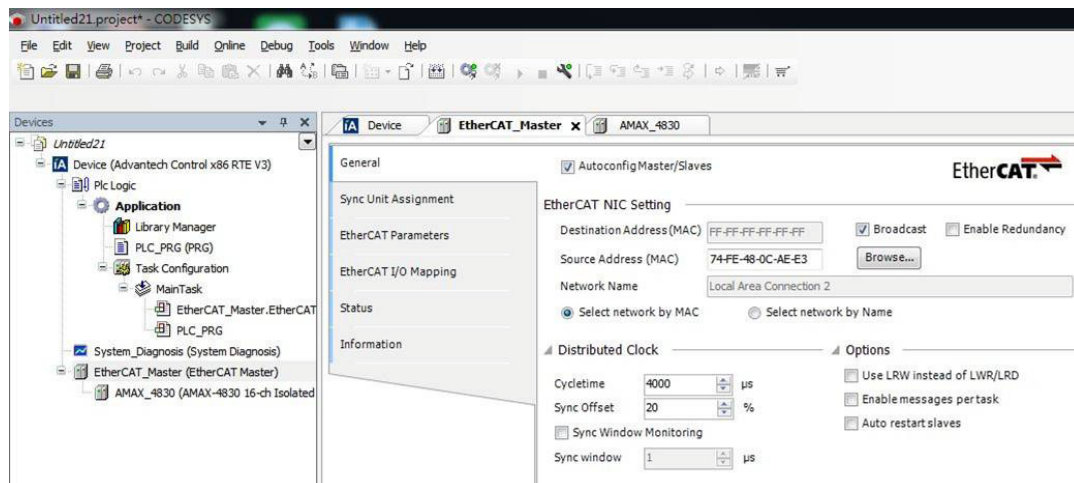 Untitled21.project* - CODESYS
File Edit View Project Build Online Debug Tools Window Help
Devices
Device
EtherCAT_Master
AMAX_4830
Untitled21
Device (Advantech Control x86 RTE V3)
Plc Logic
Application
Library Manager
PLC_PRG (PRG)
Task Configuration
MainTask
EtherCAT_Master.EtherCAT
PLC_PRG
System_Diagnosis (System Diagnosis)
EtherCAT_Master (EtherCAT Master)
AMAX_4830 (AMAX-4830 16-ch Isolated
General
Sync Unit Assignment
EtherCAT Parameters
EtherCAT I/O Mapping
Status
Information
Autoconfig Master/Slaves
EtherCAT.
EtherCAT NIC Setting
Destination Address (MAC) FF-FF-FF-FF-FF-FF Broadcast Enable Redundancy
Source Address (MAC) 74-FE-48-0C-AE-E3 Browse...
Network Name Local Area Connection 2
Select network by MAC Select network by Name
Distributed Clock
Cycletime 4000 µs
Sync Offset 20 %
Sync Window Monitoring
Sync window 1 µs
Options
Use LRW instead of LWR/LRD
Enable messages per task
Auto restart slaves